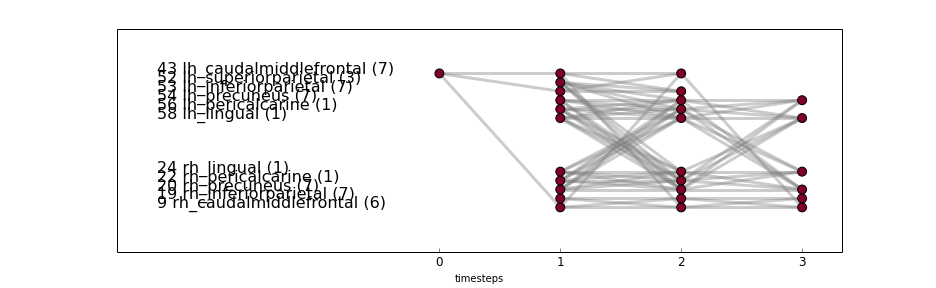 43 lh_caudalmiddlefrontal (7)
52 lh_superiorparietal (3)
53 lh_inferiorparietal (7)
54 lh_precuneus (7)
56 lh_pericalcarine (1)
58 lh_lingual (1)
24 rh_lingual (1)
22 rh_pericalcarine (1)
20 rh_precuneus (7)
19 rh_inferiorparietal (7)
9 rh_caudalmiddlefrontal (6)
0 1 2 3
timesteps